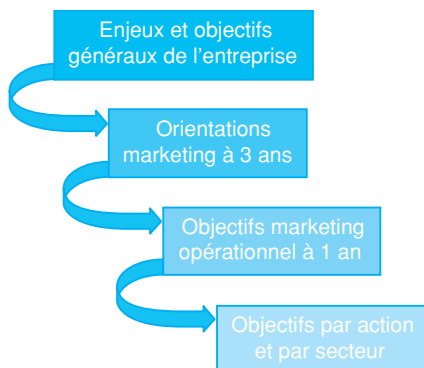 Enjeux et objectifs
généraux de l’entreprise
Orientations
marketing à 3 ans
Objectifs marketing
opérationnel à 1 an
Objectifs par action
et par secteur